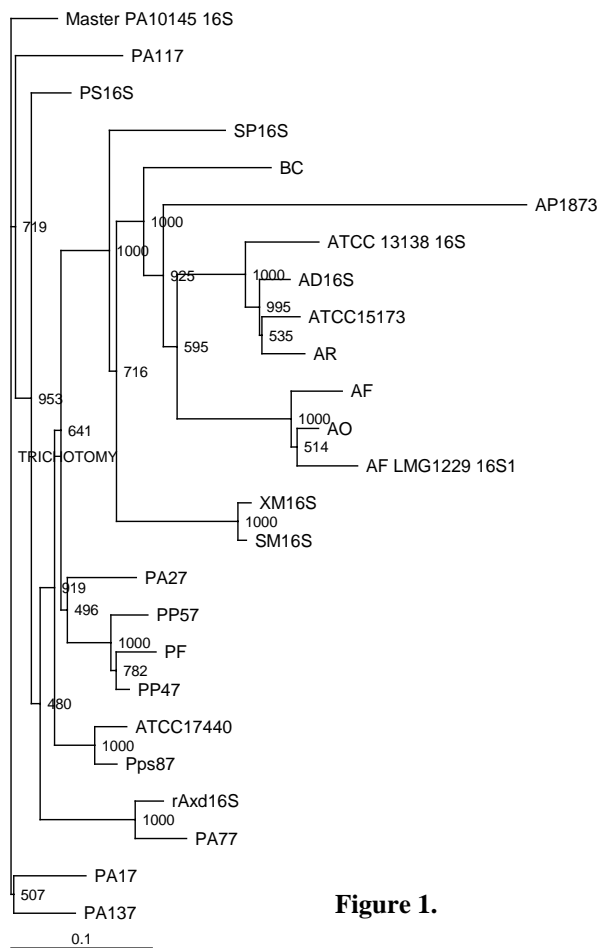 Master PA10145 16S
PA117
PS16S
SP16S
BC
1000
AP1873
719
ATCC 13138 16S
1000
1000
925
AD16S
995
ATCC15173
535
595
AR
716
AF
953
1000
AO
641
514
TRICHOTOMY
AF LMG1229 16S1
XM16S
1000
SM16S
PA27
919
496
PP57
1000
PF
782
PP47
480
ATCC17440
1000
Pps87
rAxd16S
1000
PA77
PA17
507
PA137
Figure 1.
0.1